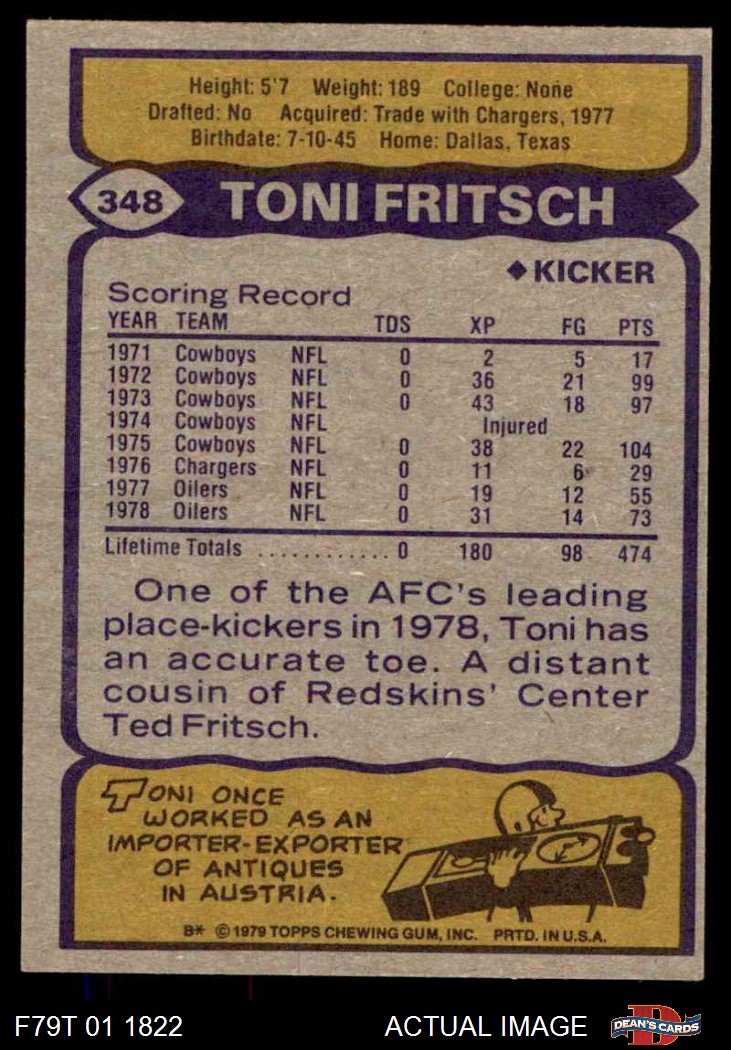 Height: 5'7 Weight: 189 College: None
Drafted: No Acquired: Trade with Chargers, 1977
Birthdate: 7-10-45 Home: Dallas, Texas
348 TONI FRITSCH
◆KICKER
Scoring Record
YEAR TEAM TDS XP FG PTS
1971 Cowboys NFL 0 2 5 17
1972 Cowboys NFL 0 36 21 99
1973 Cowboys NFL 0 43 18 97
1974 Cowboys NFL Injured
1975 Cowboys NFL 0 38 22 104
1976 Chargers NFL 0 11 6 29
1977 Oilers NFL 0 19 12 55
1978 Oilers NFL 0 31 14 73
Lifetime Totals ............ 0 180 98 474
One of the AFC's leading
place-kickers in 1978, Toni has
an accurate toe. A distant
cousin of Redskins' Center
Ted Fritsch.
TONI ONCE
WORKED AS AN
IMPORTER-EXPORTER
OF ANTIQUES
IN AUSTRIA.
B* © 1979 TOPPS CHEWING GUM, INC. PRTD. IN U.S.A.
F79T 01 1822 ACTUAL IMAGE D DEAN'S CARDS